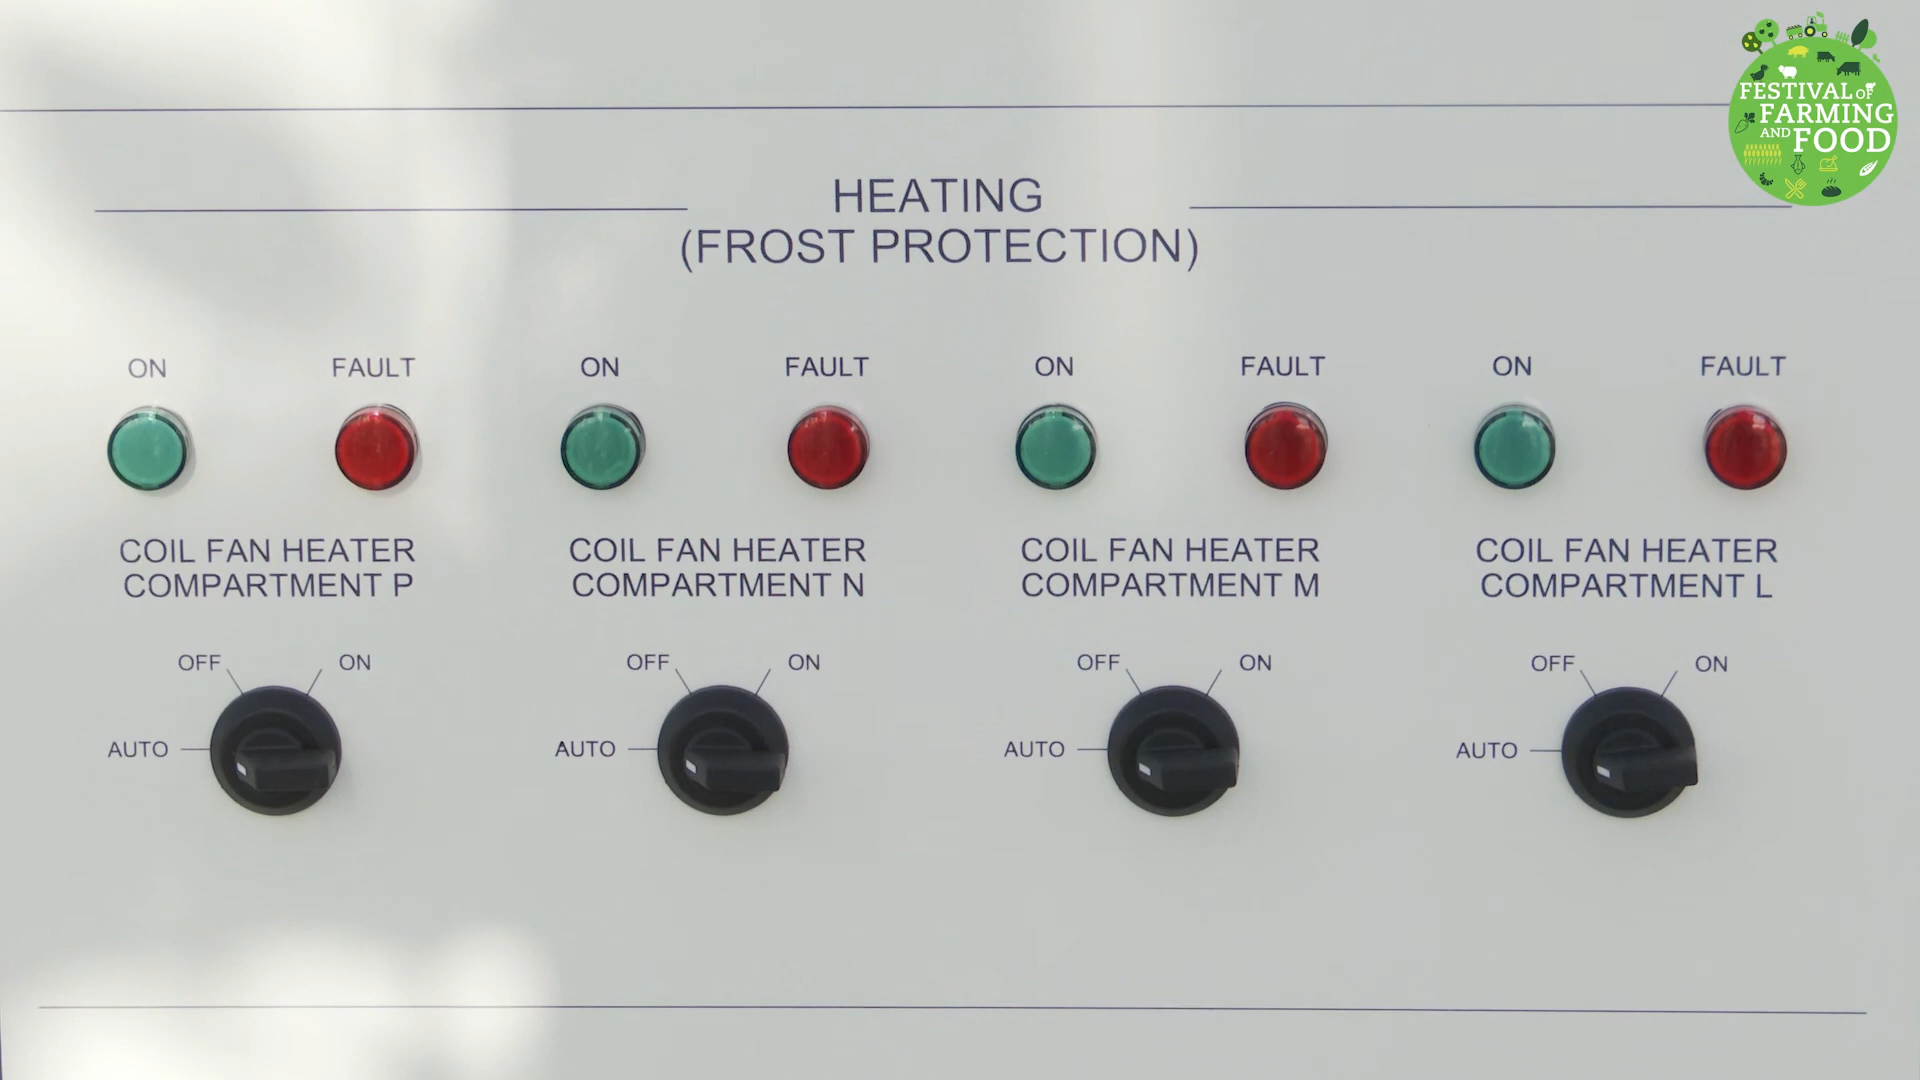 FESTIVAL OF
FARMING
AND FOOD
HEATING
(FROST PROTECTION)
ON FAULT ON FAULT ON FAULT ON FAULT
COIL FAN HEATER
COMPARTMENT P
COIL FAN HEATER
COMPARTMENT N
COIL FAN HEATER
COMPARTMENT M
COIL FAN HEATER
COMPARTMENT L
OFF ON OFF ON OFF ON OFF ON
AUTO AUTO AUTO AUTO